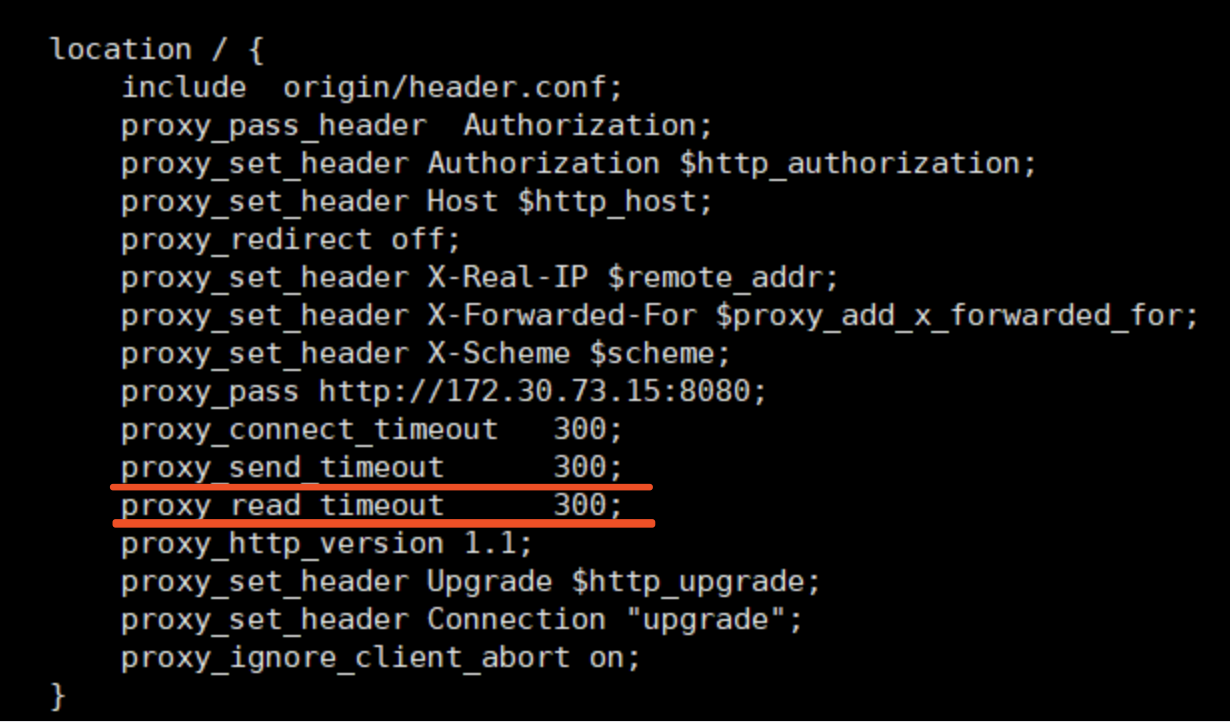 location / {
include  origin/header.conf;
proxy_pass_header  Authorization;
proxy_set_header Authorization $http_authorization;
proxy_set_header Host $http_host;
proxy_redirect off;
proxy_set_header X-Real-IP $remote_addr;
proxy_set_header X-Forwarded-For $proxy_add_x_forwarded_for;
proxy_set_header X-Scheme $scheme;
proxy_pass http://172.30.73.15:8080;
proxy_connect_timeout   300;
proxy_send_timeout      300;
proxy_read_timeout      300;
proxy_http_version 1.1;
proxy_set_header Upgrade $http_upgrade;
proxy_set_header Connection "upgrade";
proxy_ignore_client_abort on;
}